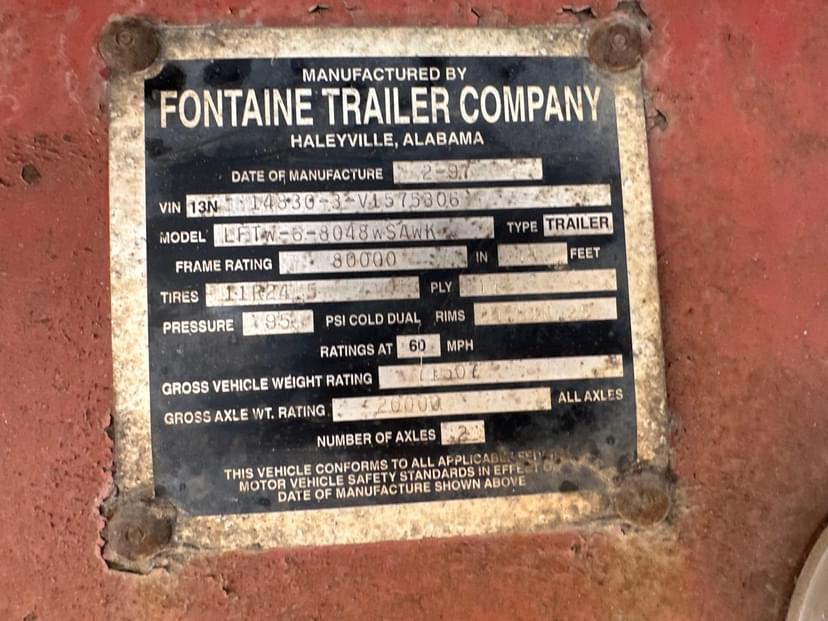 MANUFACTURED BY
FONTAINE TRAILER COMPANY
HALEYVILLE, ALABAMA
DATE OF MANUFACTURE 2-97
VIN 13N
MODEL TYPE TRAILER
FRAME RATING 80000 IN FEET
TIRES 11R24.5 PLY
PRESSURE 95 PSI COLD DUAL RIMS
RATINGS AT 60 MPH
GROSS VEHICLE WEIGHT RATING
GROSS AXLE WT. RATING 20000 ALL AXLES
NUMBER OF AXLES 2
THIS VEHICLE CONFORMS TO ALL APPLICABLE
MOTOR VEHICLE SAFETY STANDARDS IN EFFECT
DATE OF MANUFACTURE SHOWN ABOVE